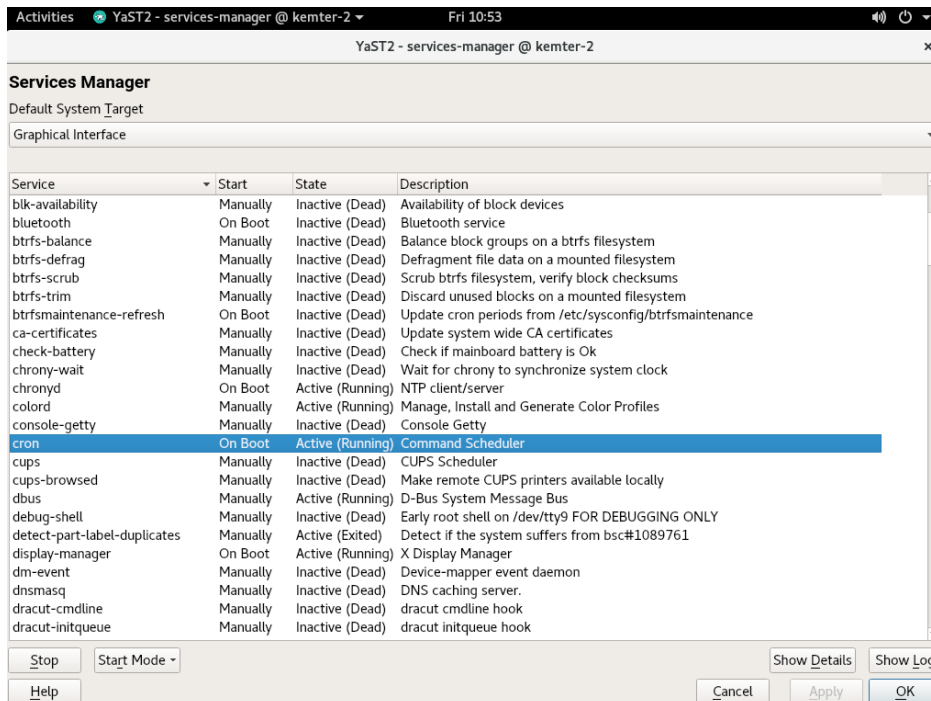 Activities YaST2 - services-manager @ kemter-2 Fri 10:53
YaST2 - services-manager @ kemter-2 ×
Services Manager
Default System Target
Graphical Interface
Service Start State Description
blk-availability Manually Inactive (Dead) Availability of block devices
bluetooth On Boot Inactive (Dead) Bluetooth service
btrfs-balance Manually Inactive (Dead) Balance block groups on a btrfs filesystem
btrfs-defrag Manually Inactive (Dead) Defragment file data on a mounted filesystem
btrfs-scrub Manually Inactive (Dead) Scrub btrfs filesystem, verify block checksums
btrfs-trim Manually Inactive (Dead) Discard unused blocks on a mounted filesystem
btrfsmaintenance-refresh On Boot Inactive (Dead) Update cron periods from /etc/sysconfig/btrfsmaintenance
ca-certificates Manually Inactive (Dead) Update system wide CA certificates
check-battery Manually Inactive (Dead) Check if mainboard battery is Ok
chrony-wait Manually Inactive (Dead) Wait for chrony to synchronize system clock
chronyd On Boot Active (Running) NTP client/server
colord Manually Active (Running) Manage, Install and Generate Color Profiles
console-getty Manually Inactive (Dead) Console Getty
cron On Boot Active (Running) Command Scheduler
cups Manually Inactive (Dead) CUPS Scheduler
cups-browsed Manually Inactive (Dead) Make remote CUPS printers available locally
dbus Manually Active (Running) D-Bus System Message Bus
debug-shell Manually Inactive (Dead) Early root shell on /dev/tty9 FOR DEBUGGING ONLY
detect-part-label-duplicates Manually Active (Exited) Detect if the system suffers from bsc#1089761
display-manager On Boot Active (Running) X Display Manager
dm-event Manually Inactive (Dead) Device-mapper event daemon
dnsmasq Manually Inactive (Dead) DNS caching server.
dracut-cmdline Manually Inactive (Dead) dracut cmdline hook
dracut-initqueue Manually Inactive (Dead) dracut initqueue hook
Stop Start Mode Show Details Show Log
Help Cancel Apply OK